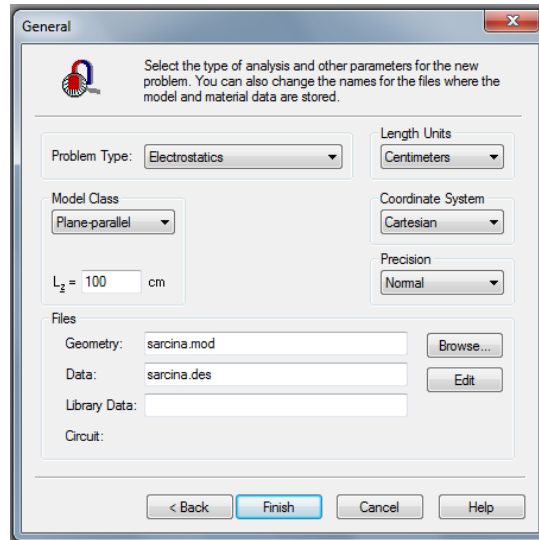 General
Select the type of analysis and other parameters for the new
problem. You can also change the names for the files where the
model and material data are stored.
Problem Type: Electrostatics
Length Units
Centimeters
Model Class
Plane-parallel
Lz = 100 cm
Coordinate System
Cartesian
Precision
Normal
Files
Geometry: sarcina.mod Browse...
Data: sarcina.des Edit
Library Data:
Circuit:
< Back Finish Cancel Help